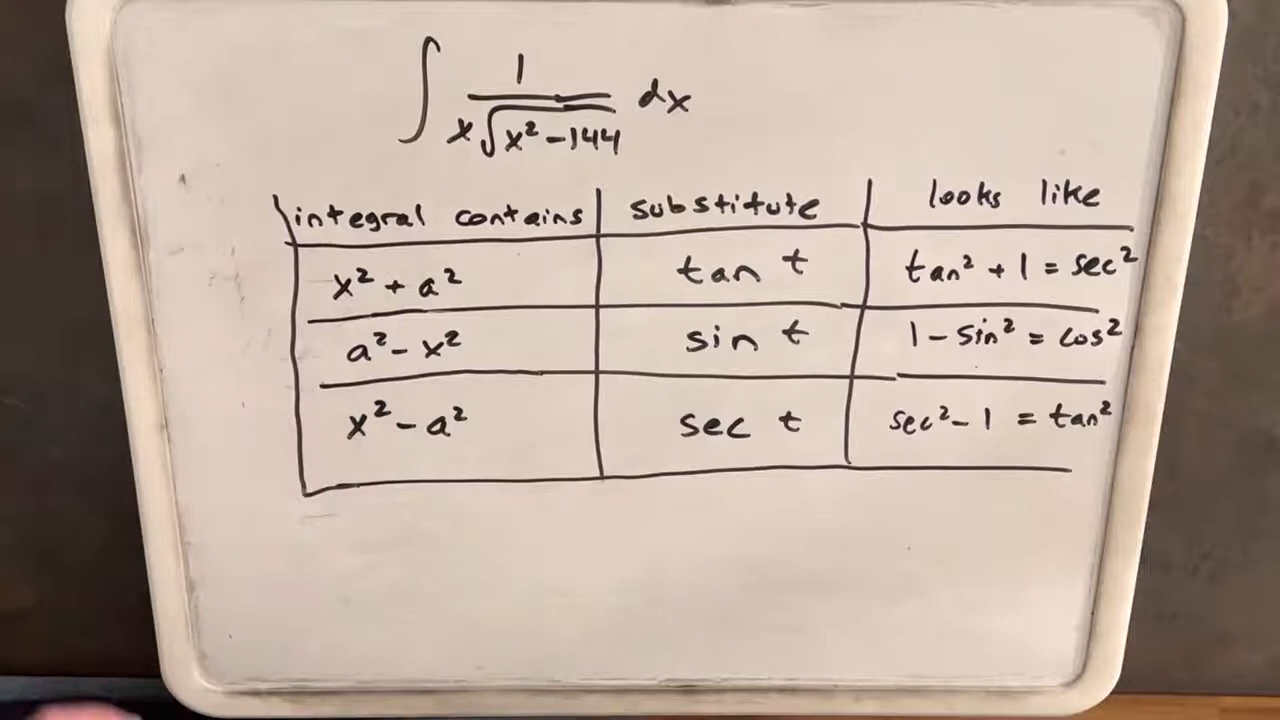 ∫ 1 / (x√(x² - 144)) dx
integral contains | substitute | looks like
x² + a² | tan t | tan² + 1 = sec²
a² - x² | sin t | 1 - sin² = cos²
x² - a² | sec t | sec² - 1 = tan²